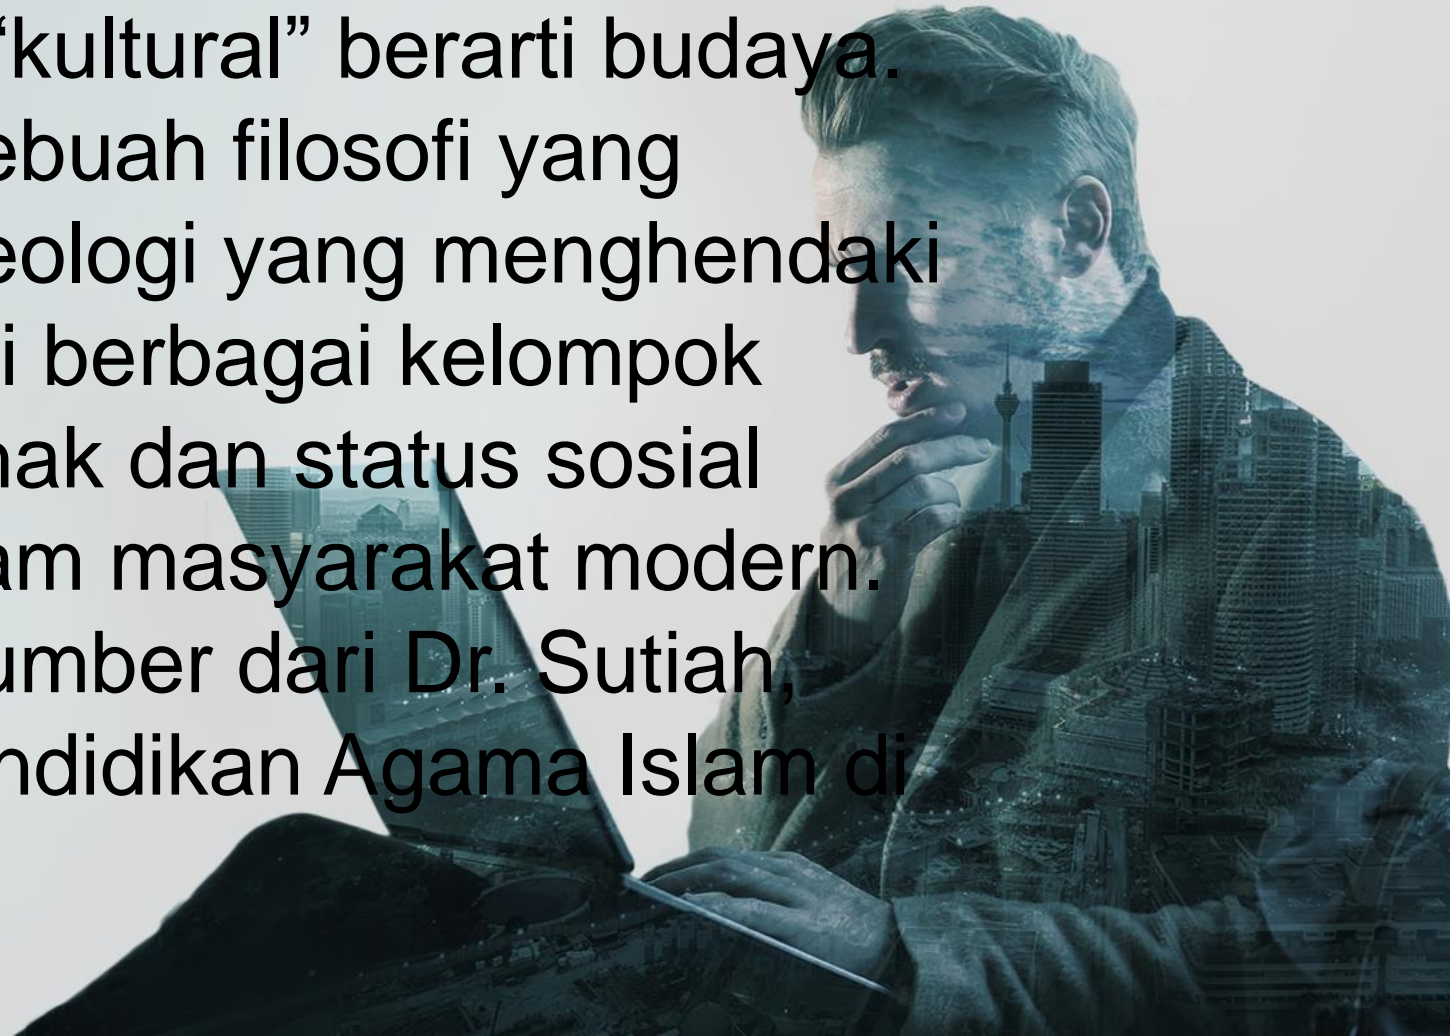 “kultural” berarti budaya.
ebuah filosofi yang
eologi yang menghendaki
i berbagai kelompok
nak dan status sosial
am masyarakat modern.
umber dari Dr. Sutiah,
ndidikan Agama Islam di